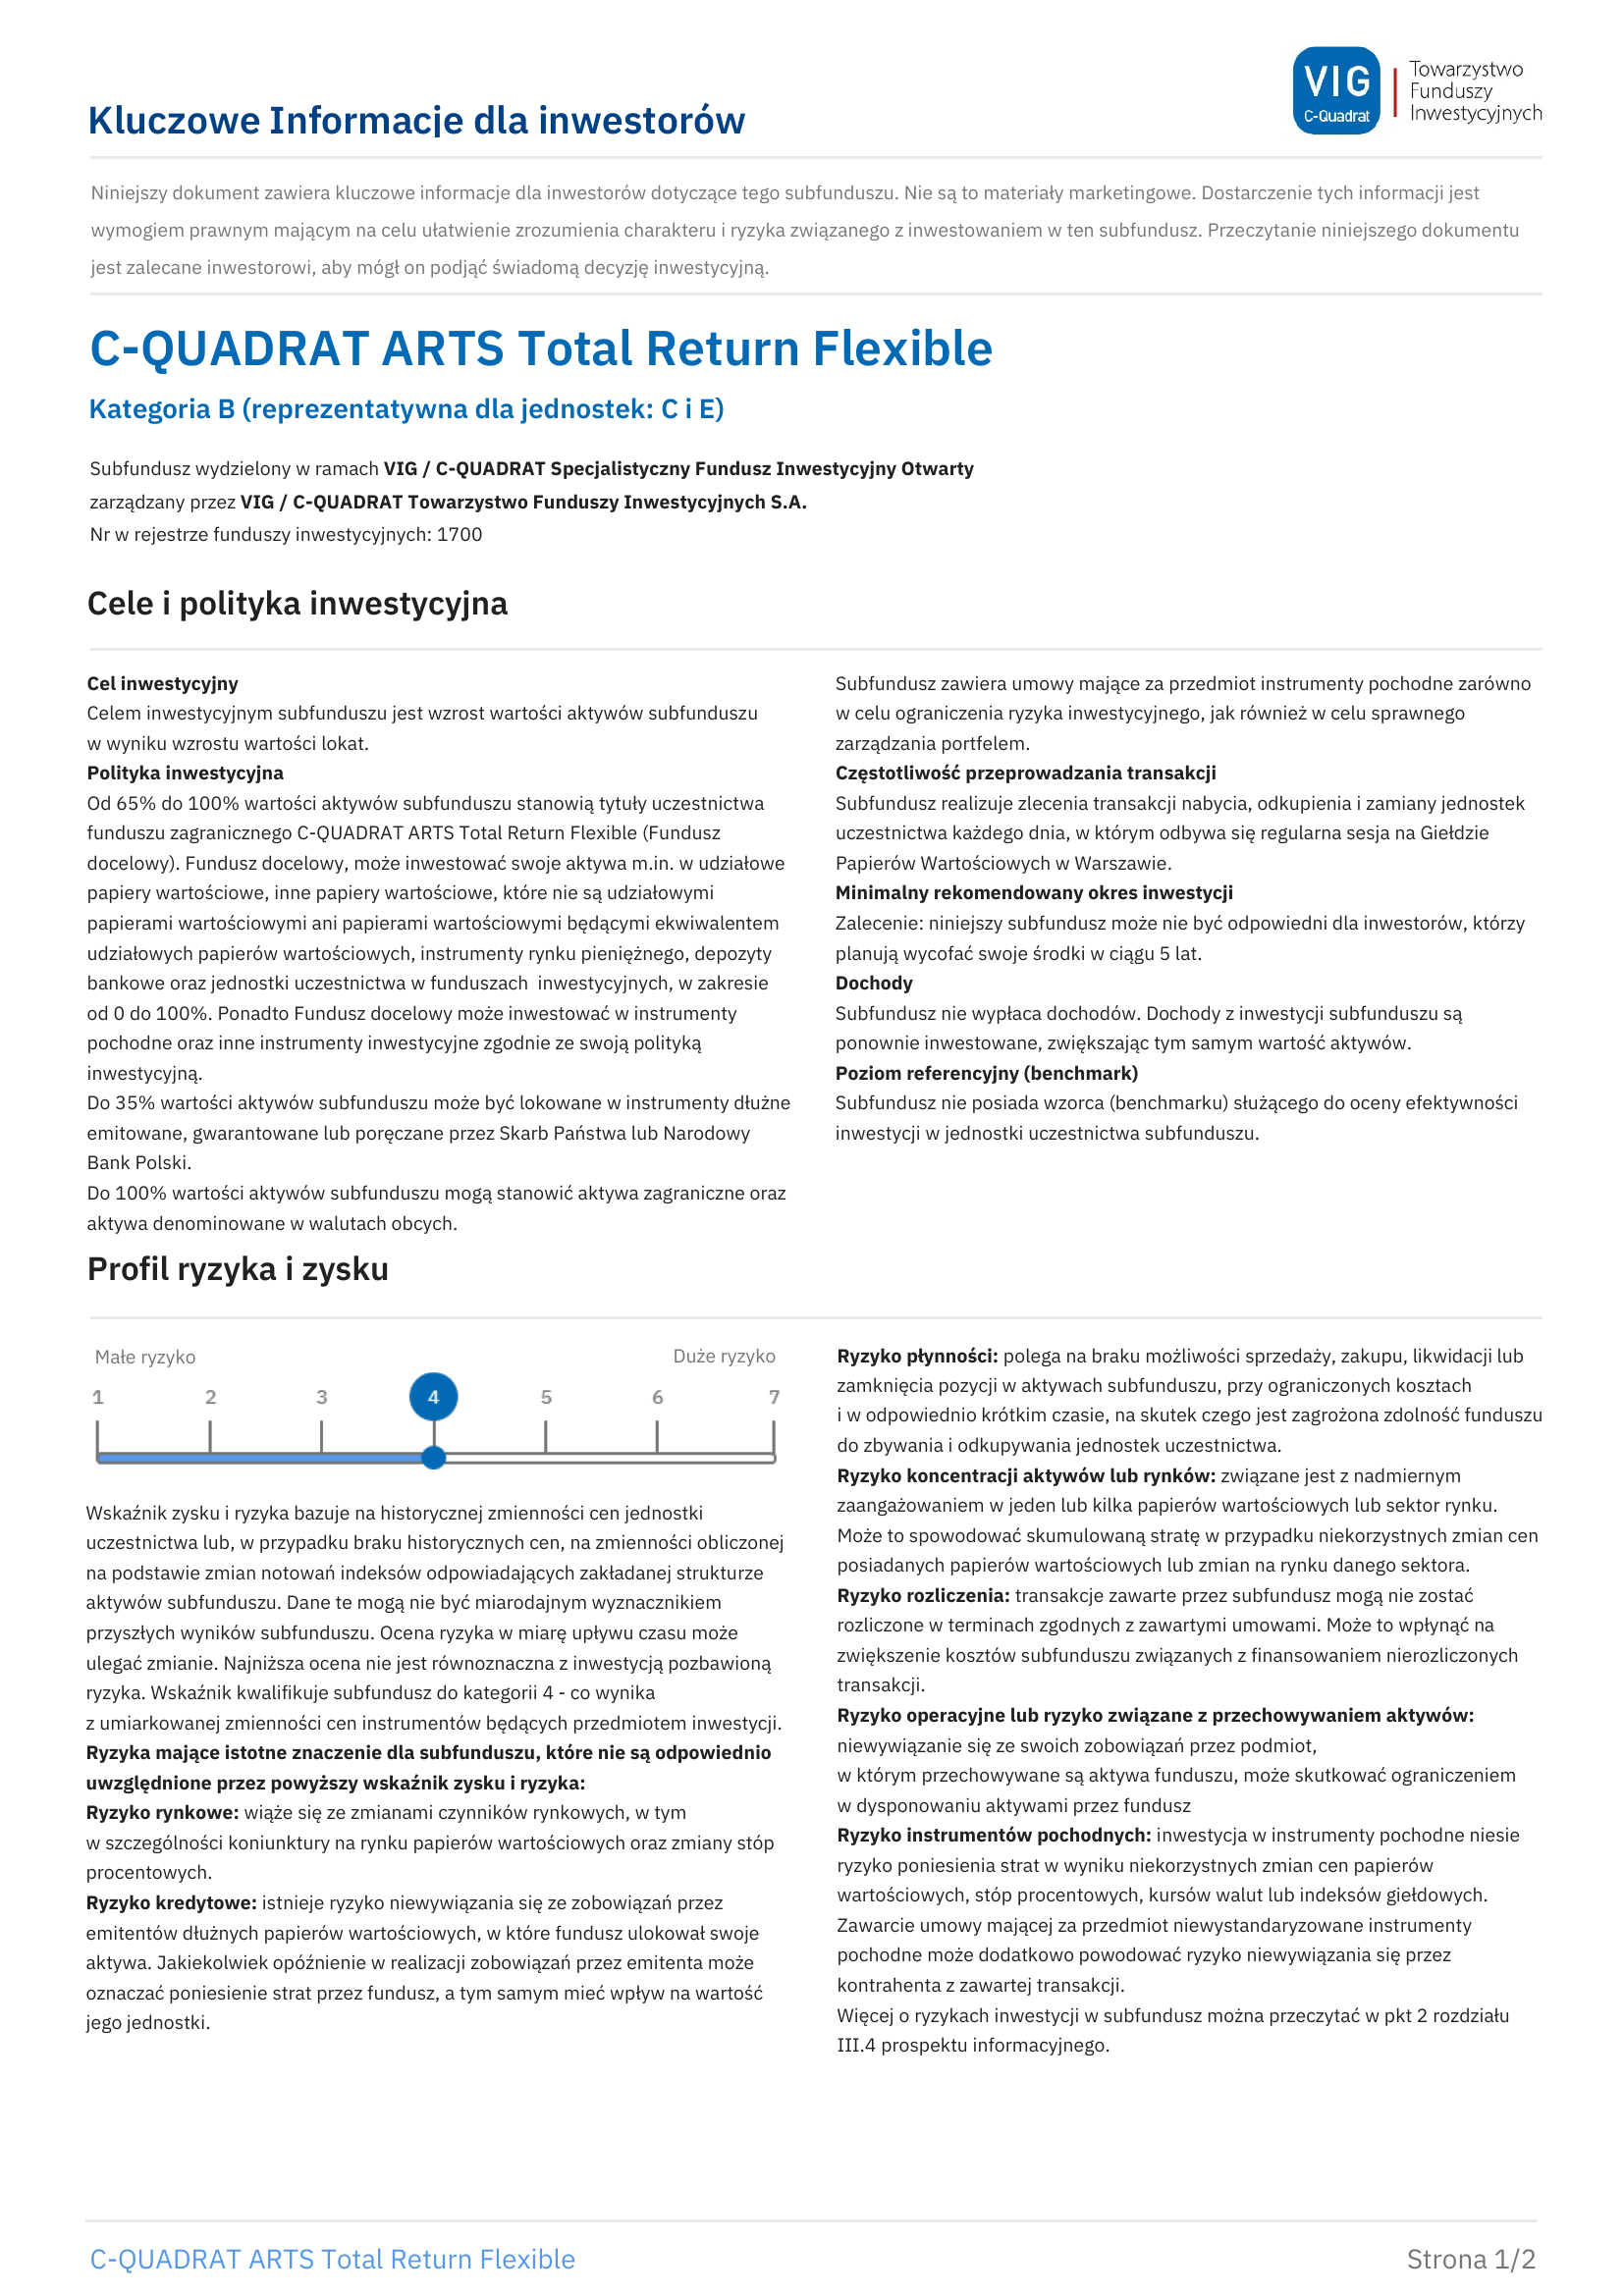 Kluczowe Informacje dla inwestorów
VIG
C-Quadrat
Towarzystwo
Funduszy
Inwestycyjnych
Niniejszy dokument zawiera kluczowe informacje dla inwestorów dotyczące tego subfunduszu. Nie są to materiały marketingowe. Dostarczenie tych informacji jest
wymogiem prawnym mającym na celu ułatwienie zrozumienia charakteru i ryzyka związanego z inwestowaniem w ten subfundusz. Przeczytanie niniejszego dokumentu
jest zalecane inwestorowi, aby mógł on podjąć świadomą decyzję inwestycyjną.
C-QUADRAT ARTS Total Return Flexible
Kategoria B (reprezentatywna dla jednostek: C i E)
Subfundusz wydzielony w ramach VIG / C-QUADRAT Specjalistyczny Fundusz Inwestycyjny Otwarty
zarządzany przez VIG / C-QUADRAT Towarzystwo Funduszy Inwestycyjnych S.A.
Nr w rejestrze funduszy inwestycyjnych: 1700
Cele i polityka inwestycyjna
Cel inwestycyjny
Celem inwestycyjnym subfunduszu jest wzrost wartości aktywów subfunduszu
w wyniku wzrostu wartości lokat.
Polityka inwestycyjna
Od 65% do 100% wartości aktywów subfunduszu stanowią tytuły uczestnictwa
funduszu zagranicznego C-QUADRAT ARTS Total Return Flexible (Fundusz
docelowy). Fundusz docelowy, może inwestować swoje aktywa m.in. w udziałowe
papiery wartościowe, inne papiery wartościowe, które nie są udziałowymi
papierami wartościowymi ani papierami wartościowymi będącymi ekwiwalentem
udziałowych papierów wartościowych, instrumenty rynku pieniężnego, depozyty
bankowe oraz jednostki uczestnictwa w funduszach  inwestycyjnych, w zakresie
od 0 do 100%. Ponadto Fundusz docelowy może inwestować w instrumenty
pochodne oraz inne instrumenty inwestycyjne zgodnie ze swoją polityką
inwestycyjną.
Do 35% wartości aktywów subfunduszu może być lokowane w instrumenty dłużne
emitowane, gwarantowane lub poręczane przez Skarb Państwa lub Narodowy
Bank Polski.
Do 100% wartości aktywów subfunduszu mogą stanowić aktywa zagraniczne oraz
aktywa denominowane w walutach obcych.
Subfundusz zawiera umowy mające za przedmiot instrumenty pochodne zarówno
w celu ograniczenia ryzyka inwestycyjnego, jak również w celu sprawnego
zarządzania portfelem.
Częstotliwość przeprowadzania transakcji
Subfundusz realizuje zlecenia transakcji nabycia, odkupienia i zamiany jednostek
uczestnictwa każdego dnia, w którym odbywa się regularna sesja na Giełdzie
Papierów Wartościowych w Warszawie.
Minimalny rekomendowany okres inwestycji
Zalecenie: niniejszy subfundusz może nie być odpowiedni dla inwestorów, którzy
planują wycofać swoje środki w ciągu 5 lat.
Dochody
Subfundusz nie wypłaca dochodów. Dochody z inwestycji subfunduszu są
ponownie inwestowane, zwiększając tym samym wartość aktywów.
Poziom referencyjny (benchmark)
Subfundusz nie posiada wzorca (benchmarku) służącego do oceny efektywności
inwestycji w jednostki uczestnictwa subfunduszu.
Profil ryzyka i zysku
Małe ryzyko Duże ryzyko
1 2 3 4 5 6 7
Wskaźnik zysku i ryzyka bazuje na historycznej zmienności cen jednostki
uczestnictwa lub, w przypadku braku historycznych cen, na zmienności obliczonej
na podstawie zmian notowań indeksów odpowiadających zakładanej strukturze
aktywów subfunduszu. Dane te mogą nie być miarodajnym wyznacznikiem
przyszłych wyników subfunduszu. Ocena ryzyka w miarę upływu czasu może
ulegać zmianie. Najniższa ocena nie jest równoznaczna z inwestycją pozbawioną
ryzyka. Wskaźnik kwalifikuje subfundusz do kategorii 4 - co wynika
z umiarkowanej zmienności cen instrumentów będących przedmiotem inwestycji.
Ryzyka mające istotne znaczenie dla subfunduszu, które nie są odpowiednio
uwzględnione przez powyższy wskaźnik zysku i ryzyka:
Ryzyko rynkowe: wiąże się ze zmianami czynników rynkowych, w tym
w szczególności koniunktury na rynku papierów wartościowych oraz zmiany stóp
procentowych.
Ryzyko kredytowe: istnieje ryzyko niewywiązania się ze zobowiązań przez
emitentów dłużnych papierów wartościowych, w które fundusz ulokował swoje
aktywa. Jakiekolwiek opóźnienie w realizacji zobowiązań przez emitenta może
oznaczać poniesienie strat przez fundusz, a tym samym mieć wpływ na wartość
jego jednostki.
Ryzyko płynności: polega na braku możliwości sprzedaży, zakupu, likwidacji lub
zamknięcia pozycji w aktywach subfunduszu, przy ograniczonych kosztach
i w odpowiednio krótkim czasie, na skutek czego jest zagrożona zdolność funduszu
do zbywania i odkupywania jednostek uczestnictwa.
Ryzyko koncentracji aktywów lub rynków: związane jest z nadmiernym
zaangażowaniem w jeden lub kilka papierów wartościowych lub sektor rynku.
Może to spowodować skumulowaną stratę w przypadku niekorzystnych zmian cen
posiadanych papierów wartościowych lub zmian na rynku danego sektora.
Ryzyko rozliczenia: transakcje zawarte przez subfundusz mogą nie zostać
rozliczone w terminach zgodnych z zawartymi umowami. Może to wpłynąć na
zwiększenie kosztów subfunduszu związanych z finansowaniem nierozliczonych
transakcji.
Ryzyko operacyjne lub ryzyko związane z przechowywaniem aktywów:
niewywiązanie się ze swoich zobowiązań przez podmiot,
w którym przechowywane są aktywa funduszu, może skutkować ograniczeniem
w dysponowaniu aktywami przez fundusz
Ryzyko instrumentów pochodnych: inwestycja w instrumenty pochodne niesie
ryzyko poniesienia strat w wyniku niekorzystnych zmian cen papierów
wartościowych, stóp procentowych, kursów walut lub indeksów giełdowych.
Zawarcie umowy mającej za przedmiot niewystandaryzowane instrumenty
pochodne może dodatkowo powodować ryzyko niewywiązania się przez
kontrahenta z zawartej transakcji.
Więcej o ryzykach inwestycji w subfundusz można przeczytać w pkt 2 rozdziału
III.4 prospektu informacyjnego.
C-QUADRAT ARTS Total Return Flexible
Strona 1/2